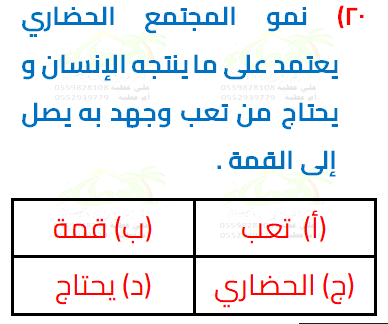 ٢٠) نمو المجتمع الحضاري
يعتمد على ما ينتجه الإنسان و
يحتاج من تعب وجهد به يصل
إلى القمة .
(أ) تعب
(ب) قمة
(ج) الحضاري
(د) يحتاج